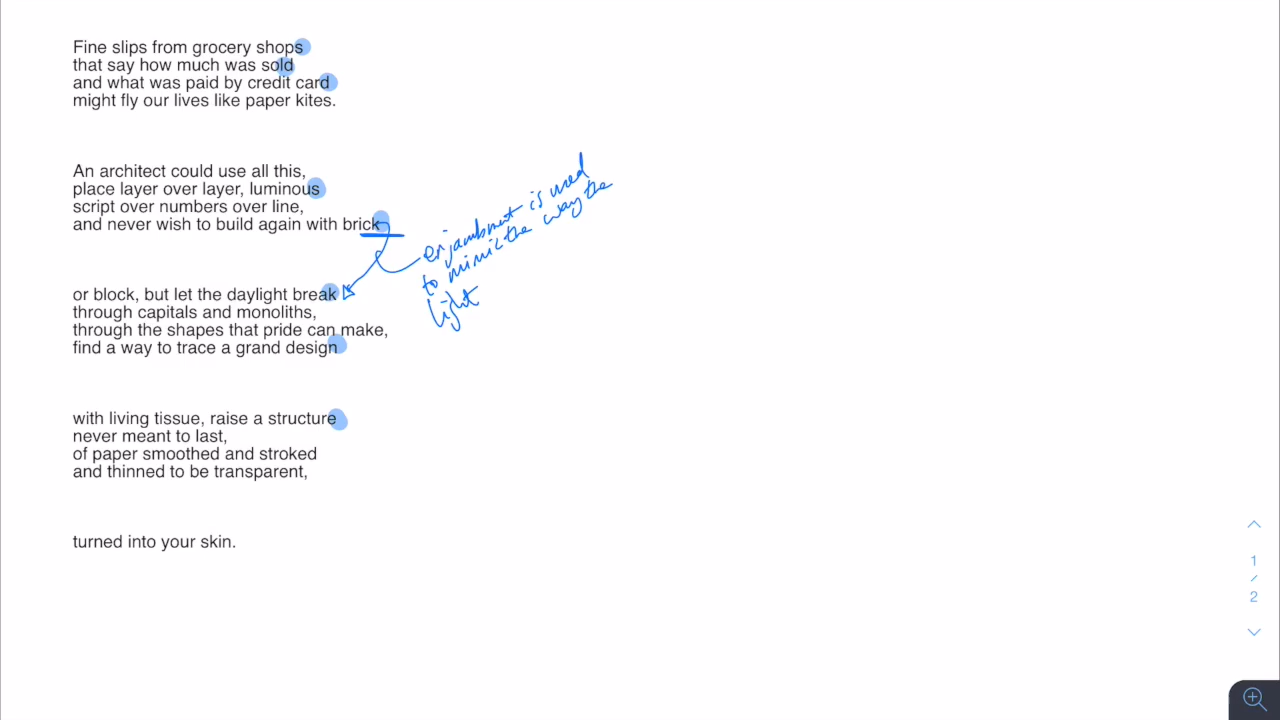 Fine slips from grocery shops
that say how much was sold
and what was paid by credit card
might fly our lives like paper kites.
An architect could use all this,
place layer over layer, luminous
script over numbers over line,
and never wish to build again with brick
enjambment is used
to mimic the way the
light
or block, but let the daylight break
through capitals and monoliths,
through the shapes that pride can make,
find a way to trace a grand design
with living tissue, raise a structure
never meant to last,
of paper smoothed and stroked
and thinned to be transparent,
turned into your skin.
1
/
2